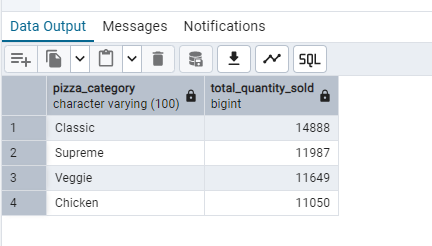 Data Output Messages Notifications
SQL
pizza_category total_quantity_sold
character varying (100) bigint
1 Classic 14888
2 Supreme 11987
3 Veggie 11649
4 Chicken 11050